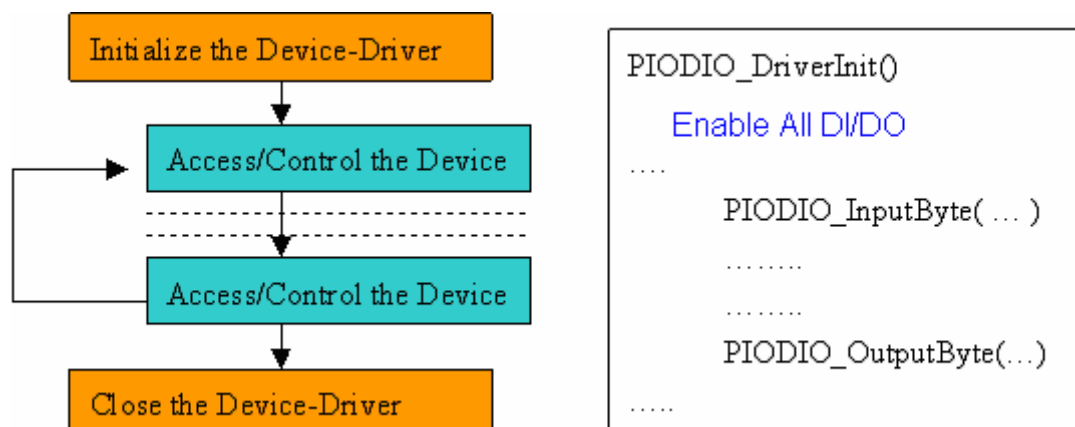 Initialize the Device-Driver
Access/Control the Device
Access/Control the Device
Close the Device-Driver
PIODIO_DriverInit()
Enable All DI/DO
....
PIODIO_InputByte( ... )
........
........
PIODIO_OutputByte(...)
.....